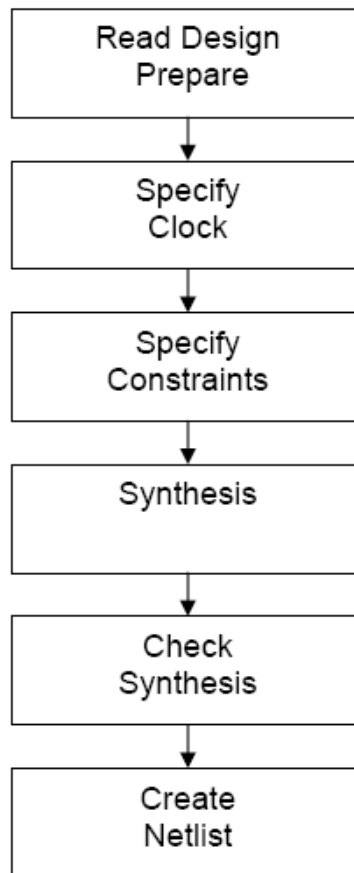 Read Design
Prepare
Specify
Clock
Specify
Constraints
Synthesis
Check
Synthesis
Create
Netlist